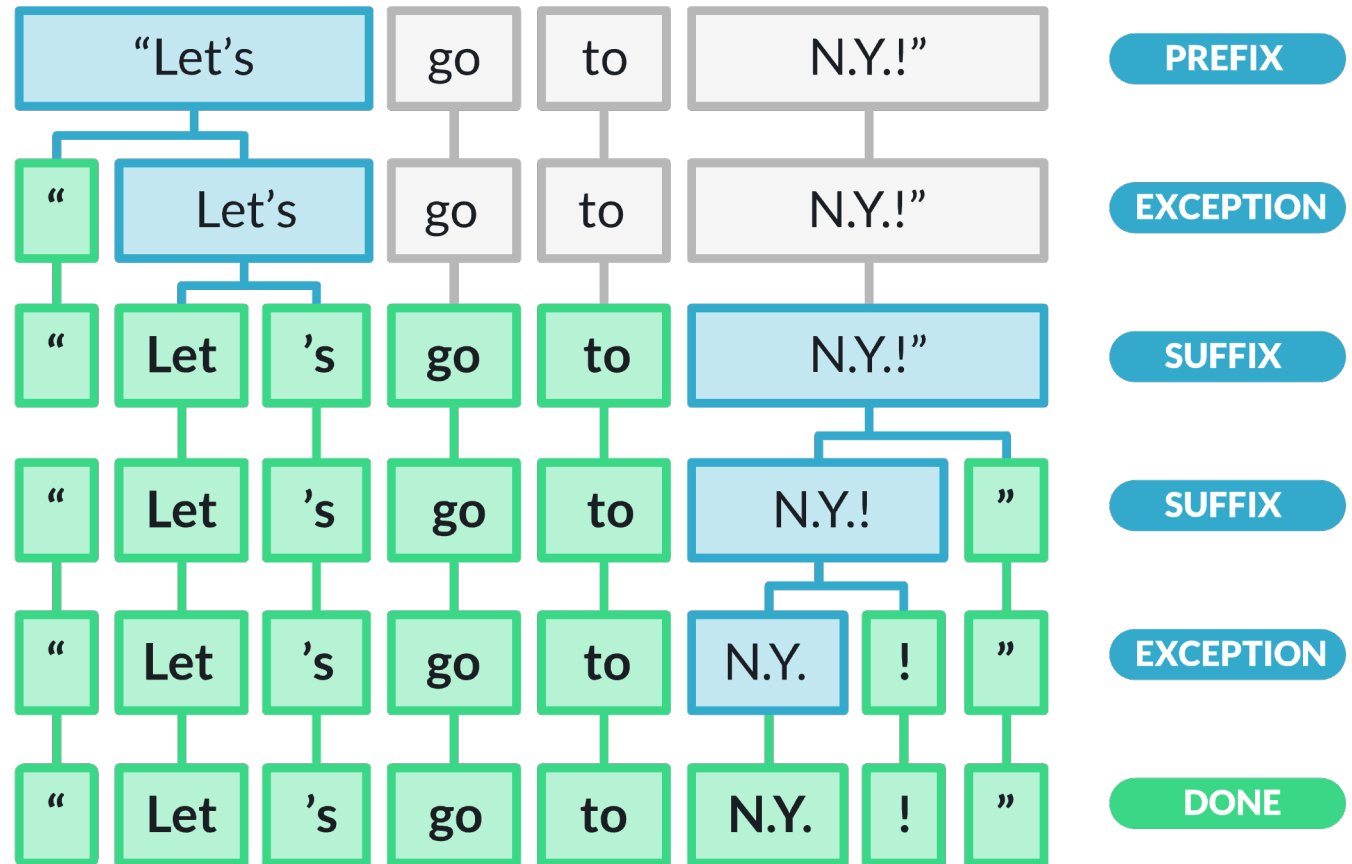 “Let’s go to N.Y.!” PREFIX
“ Let’s go to N.Y.!” EXCEPTION
“ Let ’s go to N.Y.!” SUFFIX
“ Let ’s go to N.Y.! ” SUFFIX
“ Let ’s go to N.Y. ! ” EXCEPTION
“ Let ’s go to N.Y. ! ” DONE